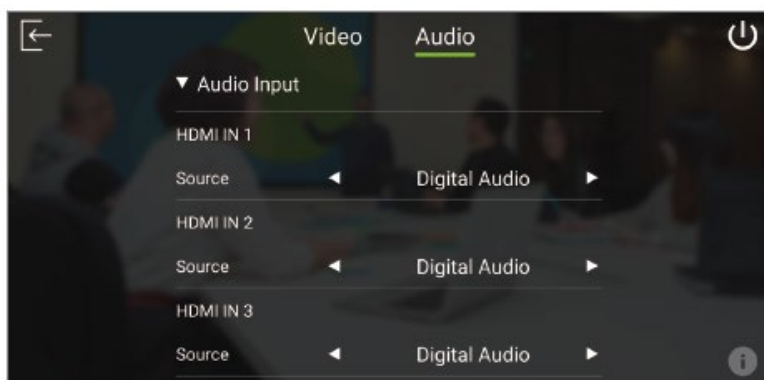 Video Audio
▼ Audio Input
HDMI IN 1
Source ◄ Digital Audio ►
HDMI IN 2
Source ◄ Digital Audio ►
HDMI IN 3
Source ◄ Digital Audio ►